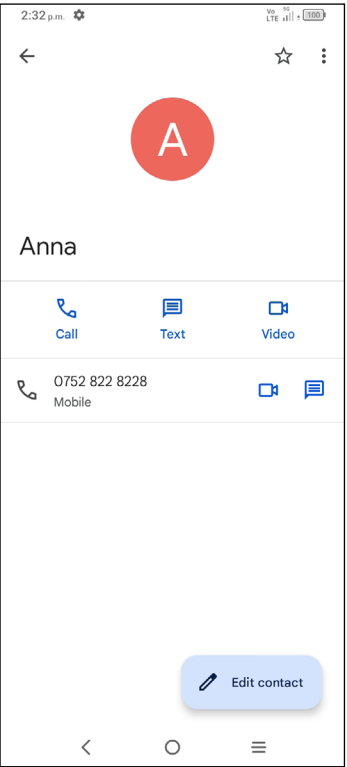 2:32 p.m. Vo LTE 5G 100
A
Anna
Call Text Video
0752 822 8228
Mobile
Edit contact